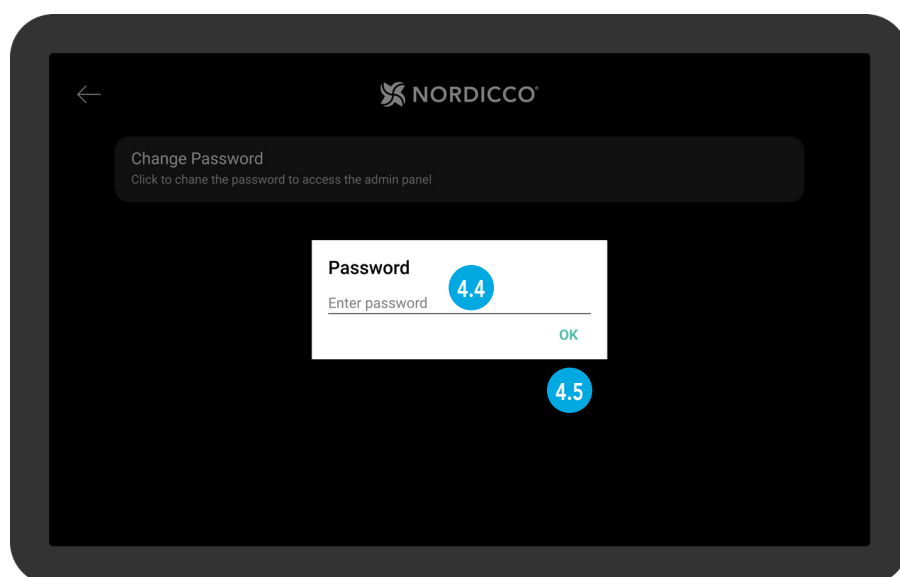 NORDICCO®
Change Password
Click to chane the password to access the admin panel
Password
4.4
Enter password
OK
4.5